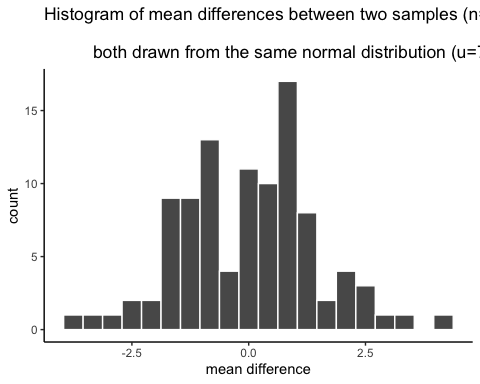 Histogram of mean differences between two samples (n=
both drawn from the same normal distribution (u=7
count
15
10
5
0
-2.5
0.0
2.5
mean difference